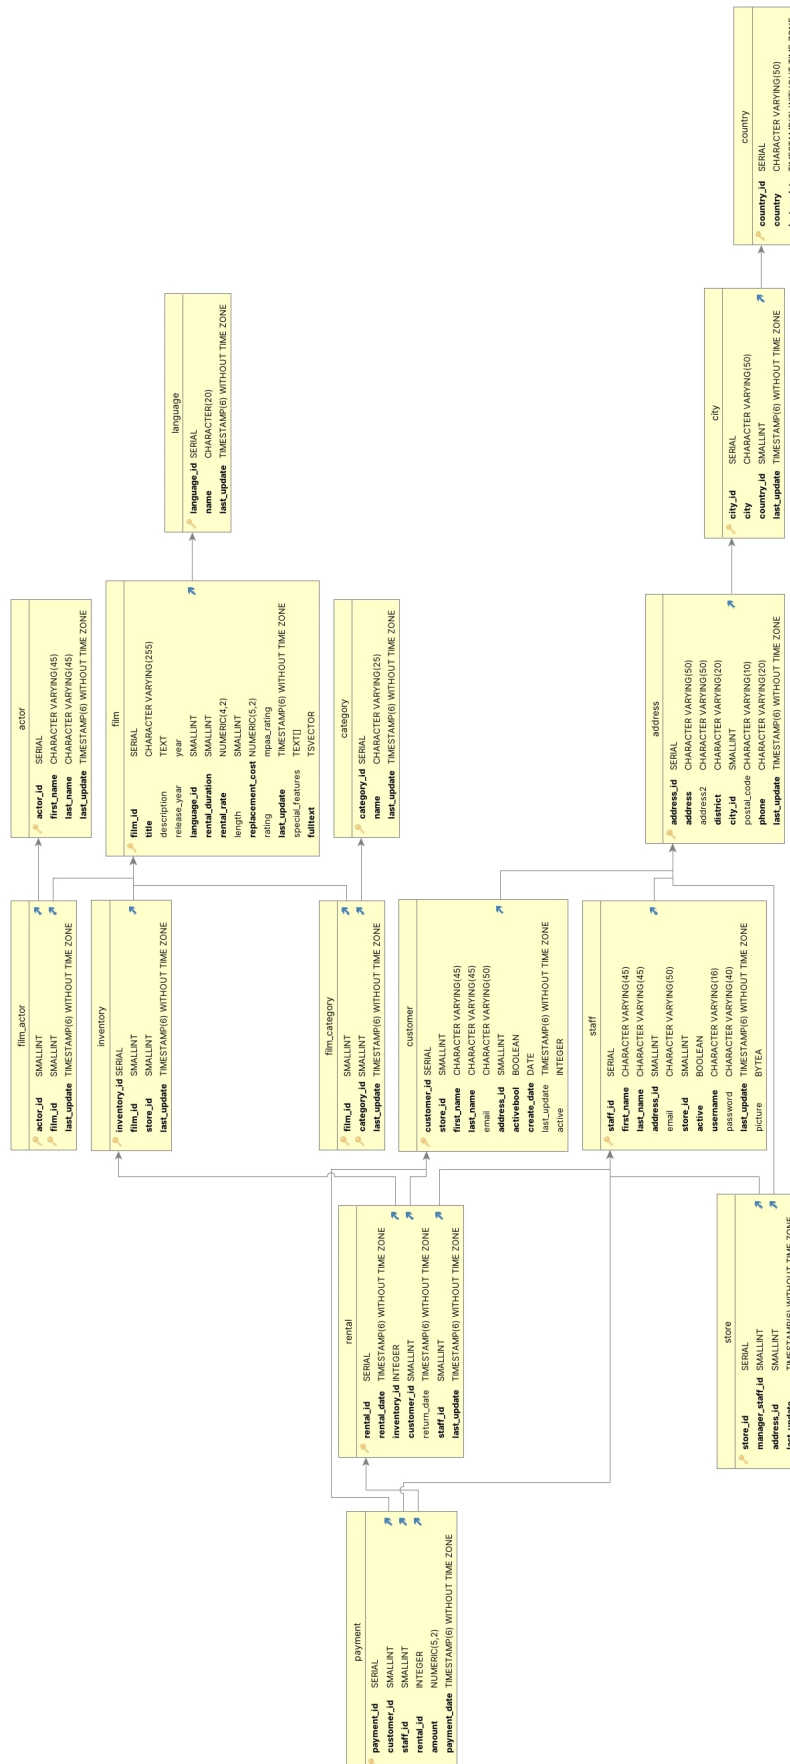 country
country_id SERIAL
country CHARACTER VARYING(50)
language
language_id SERIAL
name CHARACTER(20)
last_update TIMESTAMP(6) WITHOUT TIME ZONE
city
city_id SERIAL
city CHARACTER VARYING(50)
country_id SMALLINT
last_update TIMESTAMP(6) WITHOUT TIME ZONE
actor
actor_id SERIAL
first_name CHARACTER VARYING(45)
last_name CHARACTER VARYING(45)
last_update TIMESTAMP(6) WITHOUT TIME ZONE
film
film_id SERIAL
title CHARACTER VARYING(255)
description TEXT
release_year year
language_id SMALLINT
rental_duration SMALLINT
rental_rate NUMERIC(4,2)
length SMALLINT
replacement_cost NUMERIC(5,2)
rating mpaa_rating
last_update TIMESTAMP(6) WITHOUT TIME ZONE
special_features TEXT[]
fulltext TSVECTOR
category
category_id SERIAL
name CHARACTER VARYING(25)
last_update TIMESTAMP(6) WITHOUT TIME ZONE
address
address_id SERIAL
address CHARACTER VARYING(50)
address2 CHARACTER VARYING(50)
district CHARACTER VARYING(20)
city_id SMALLINT
postal_code CHARACTER VARYING(10)
phone CHARACTER VARYING(20)
last_update TIMESTAMP(6) WITHOUT TIME ZONE
film_actor
actor_id SMALLINT
film_id SMALLINT
last_update TIMESTAMP(6) WITHOUT TIME ZONE
inventory
inventory_id SERIAL
film_id SMALLINT
store_id SMALLINT
last_update TIMESTAMP(6) WITHOUT TIME ZONE
film_category
film_id SMALLINT
category_id SMALLINT
last_update TIMESTAMP(6) WITHOUT TIME ZONE
customer
customer_id SERIAL
store_id SMALLINT
first_name CHARACTER VARYING(45)
last_name CHARACTER VARYING(45)
email CHARACTER VARYING(50)
address_id SMALLINT
activebool BOOLEAN
create_date DATE
last_update TIMESTAMP(6) WITHOUT TIME ZONE
active INTEGER
staff
staff_id SERIAL
first_name CHARACTER VARYING(45)
last_name CHARACTER VARYING(45)
address_id SMALLINT
email CHARACTER VARYING(50)
store_id SMALLINT
active BOOLEAN
username CHARACTER VARYING(16)
password CHARACTER VARYING(40)
last_update TIMESTAMP(6) WITHOUT TIME ZONE
picture BYTEA
rental
rental_id SERIAL
rental_date TIMESTAMP(6) WITHOUT TIME ZONE
inventory_id INTEGER
customer_id SMALLINT
return_date TIMESTAMP(6) WITHOUT TIME ZONE
staff_id SMALLINT
last_update TIMESTAMP(6) WITHOUT TIME ZONE
store
store_id SERIAL
manager_staff_id SMALLINT
address_id SMALLINT
last_update TIMESTAMP(6) WITHOUT TIME ZONE
payment
payment_id SERIAL
customer_id SMALLINT
staff_id SMALLINT
rental_id INTEGER
amount NUMERIC(5,2)
payment_date TIMESTAMP(6) WITHOUT TIME ZONE